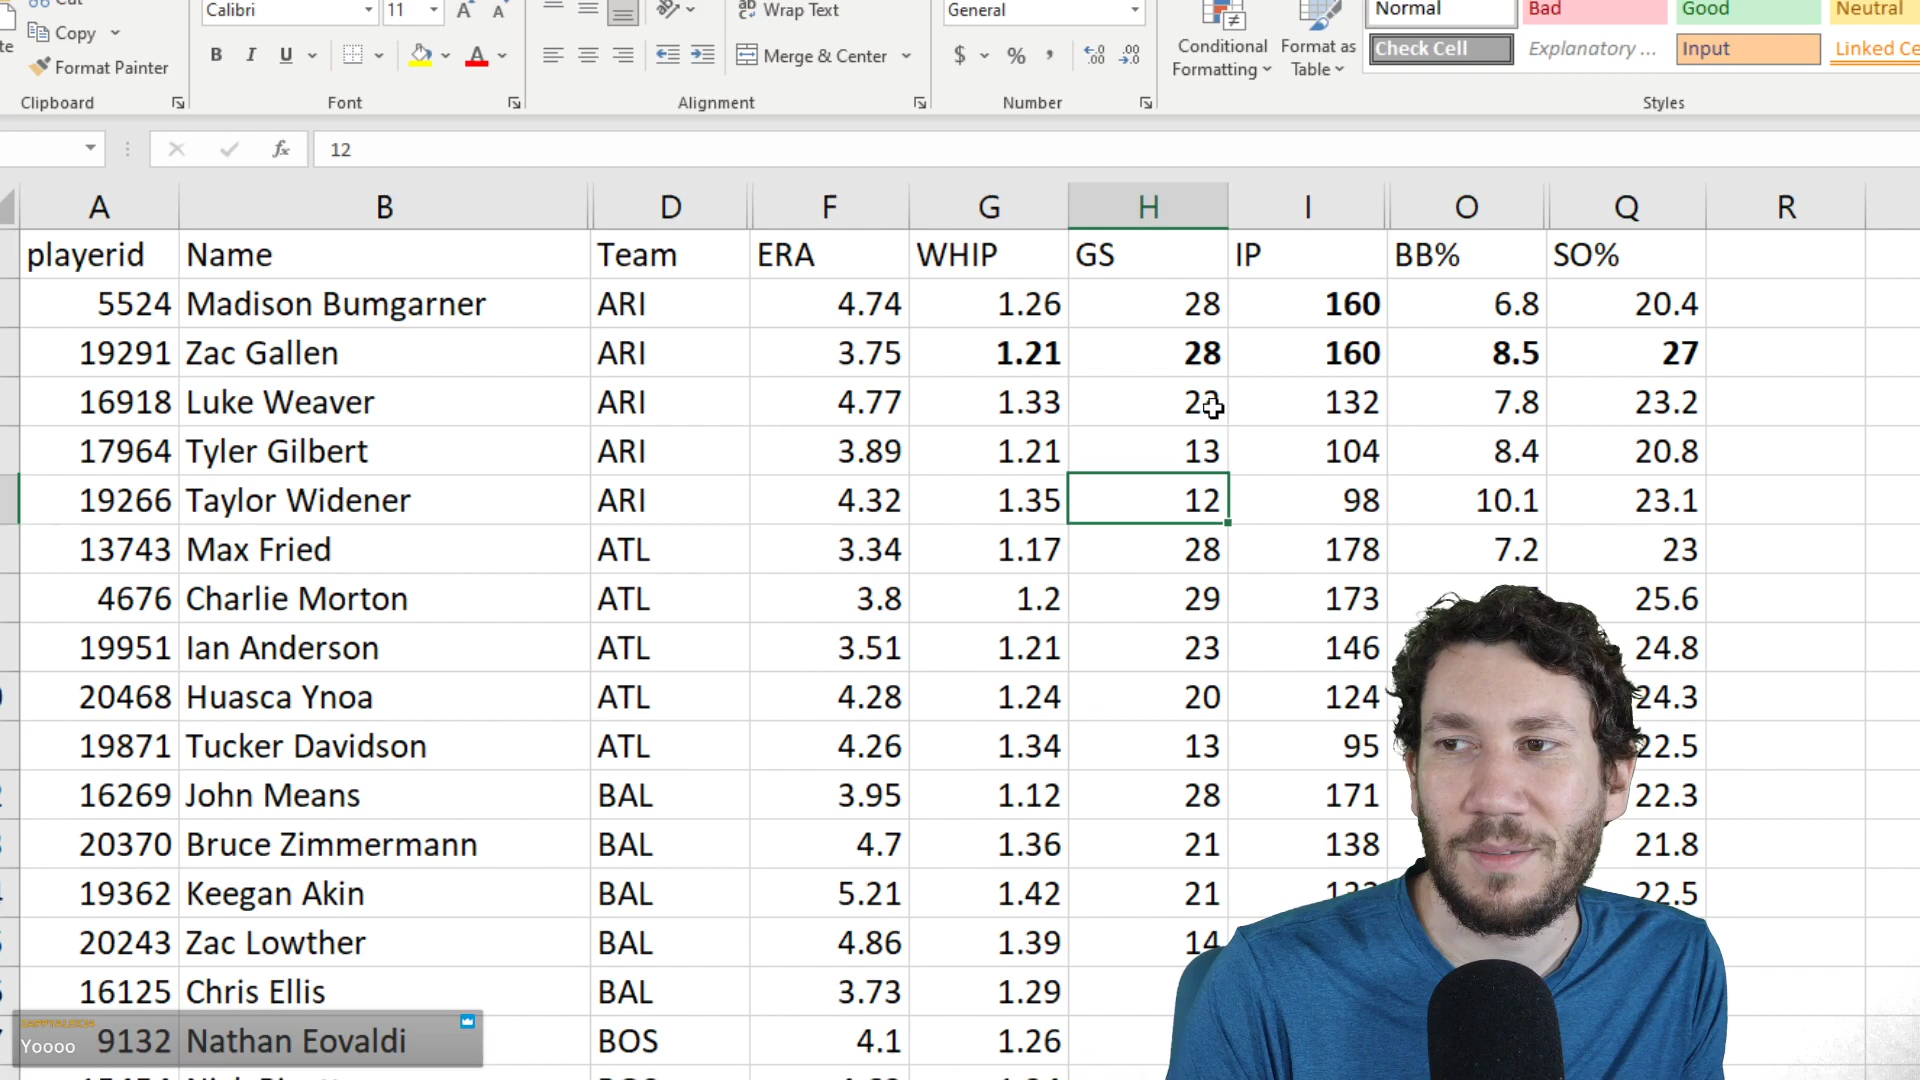 Calibri 11 Wrap Text General Normal Bad Good Neutral
Copy
B I U Merge & Center $ % Conditional Formatting Format as Table Check Cell Explanatory ... Input Linked Ce
Format Painter
Clipboard Font Alignment Number Styles
fx 12
A B D F G H I O Q R
playerid Name Team ERA WHIP GS IP BB% SO%
5524 Madison Bumgarner ARI 4.74 1.26 28 160 6.8 20.4
19291 Zac Gallen ARI 3.75 1.21 28 160 8.5 27
16918 Luke Weaver ARI 4.77 1.33 132 7.8 23.2
17964 Tyler Gilbert ARI 3.89 1.21 13 104 8.4 20.8
19266 Taylor Widener ARI 4.32 1.35 12 98 10.1 23.1
13743 Max Fried ATL 3.34 1.17 28 178 7.2 23
4676 Charlie Morton ATL 3.8 1.2 29 173 25.6
19951 Ian Anderson ATL 3.51 1.21 23 146 24.8
20468 Huasca Ynoa ATL 4.28 1.24 20 124 24.3
19871 Tucker Davidson ATL 4.26 1.34 13 95 22.5
16269 John Means BAL 3.95 1.12 28 171 22.3
20370 Bruce Zimmermann BAL 4.7 1.36 21 138 21.8
19362 Keegan Akin BAL 5.21 1.42 21 22.5
20243 Zac Lowther BAL 4.86 1.39 14
16125 Chris Ellis BAL 3.73 1.29
9132 Nathan Eovaldi BOS 4.1 1.26
Yoooo